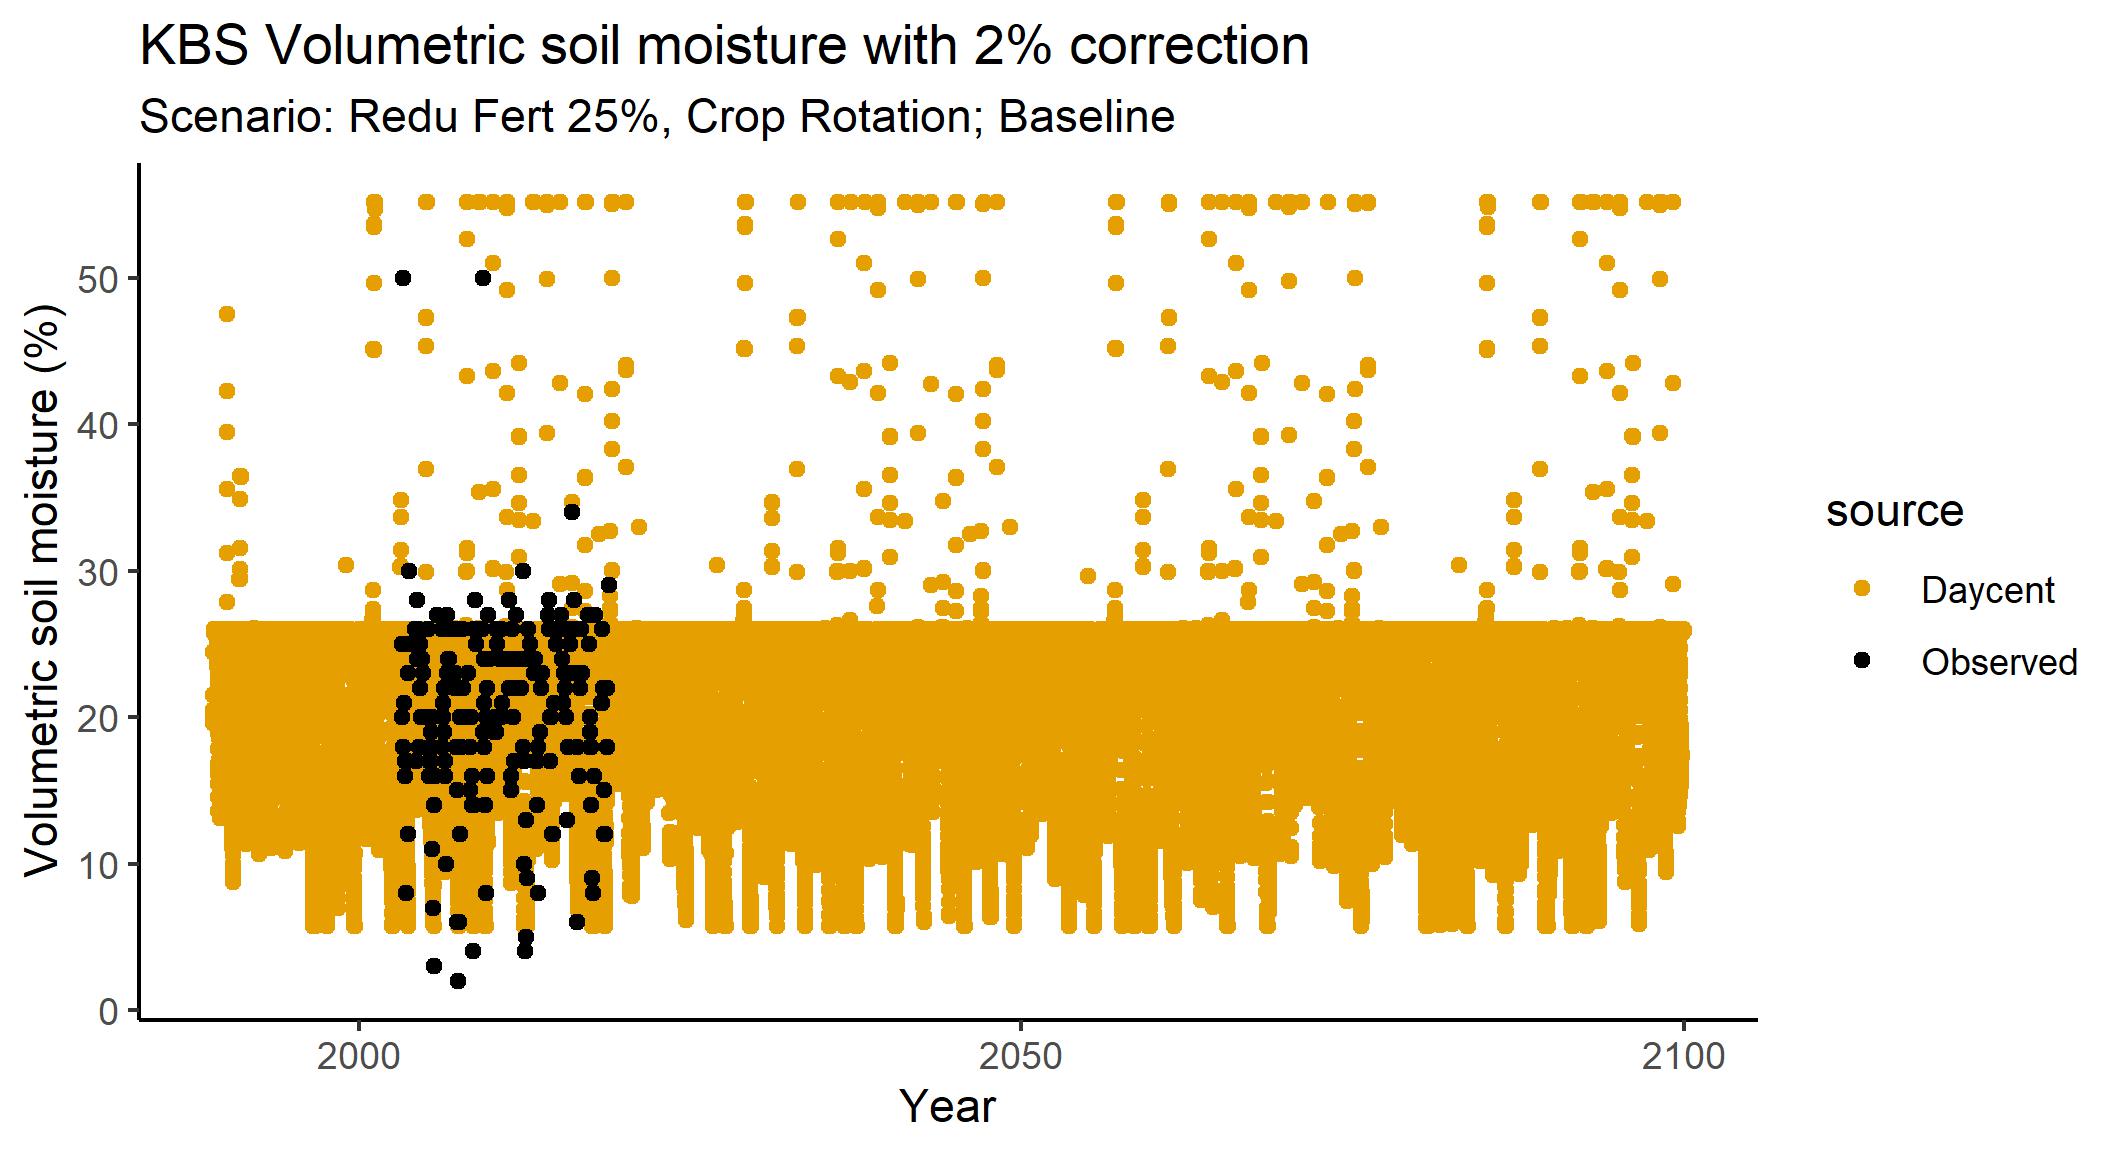 KBS Volumetric soil moisture with 2% correction
Scenario: Redu Fert 25%, Crop Rotation; Baseline
Volumetric soil moisture (%)
50
40
30
20
10
0
2000
2050
2100
Year
source
Daycent
Observed